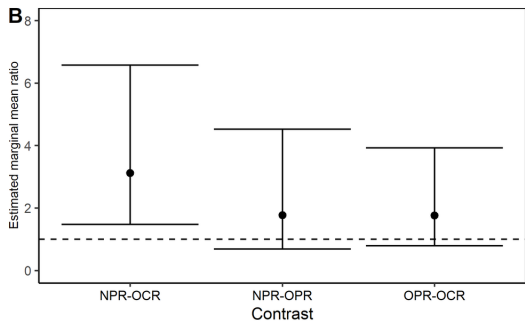 B
Estimated marginal mean ratio
8
6
4
2
0
NPR-OCR NPR-OPR OPR-OCR
Contrast